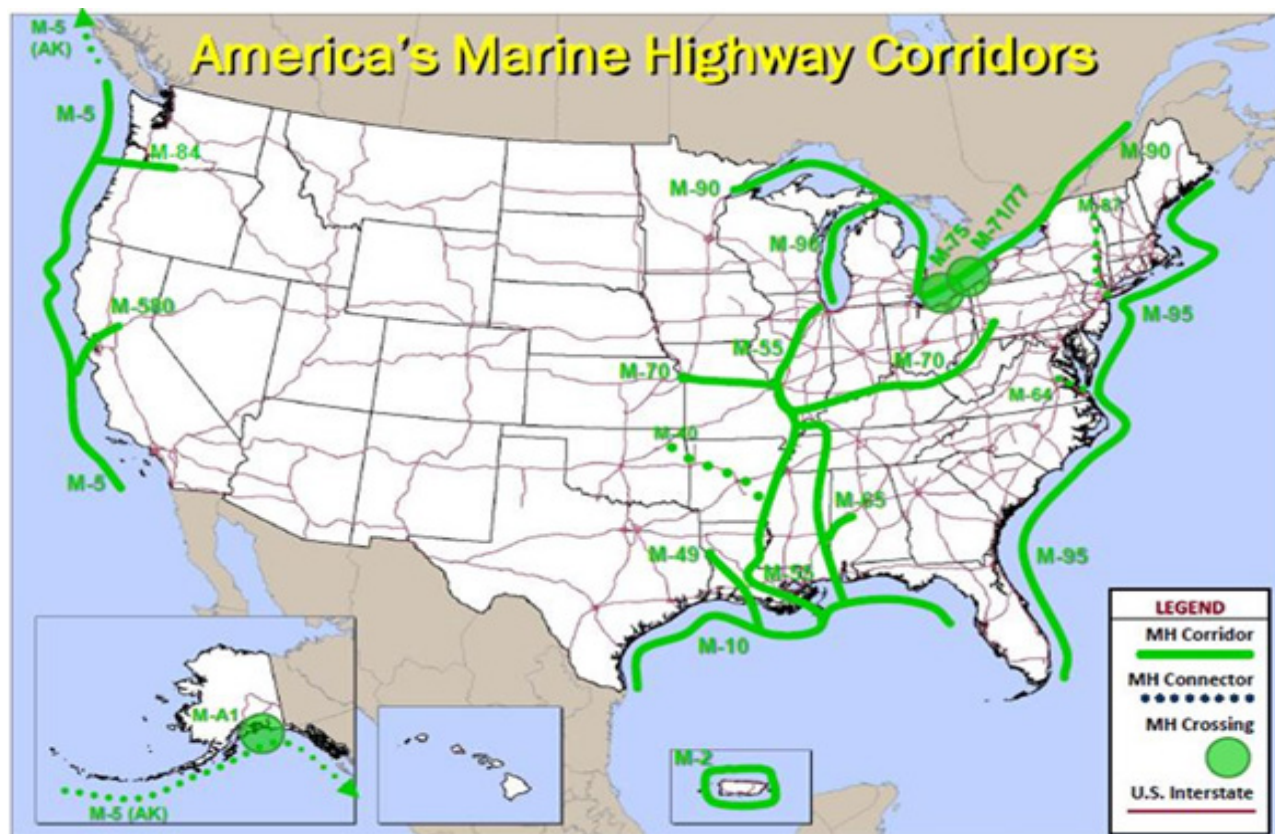 M-5
(AK)
America's Marine Highway Corridors
M-5
M-84
M-90
M-90
M-87
M-75
M-71/77
M-90
M-580
M-95
M-55
M-70
M-70
M-64
M-40
M-65
M-49
M-55
M-95
M-5
M-10
M-A1
M-5 (AK)
M-2
LEGEND
MH Corridor
MH Connector
MH Crossing
U.S. Interstate